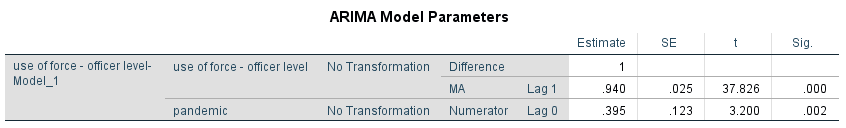 ARIMA Model Parameters
Estimate SE t Sig.
use of force - officer level- use of force - officer level No Transformation Difference 1
Model_1
MA Lag 1 .940 .025 37.826 .000
pandemic No Transformation Numerator Lag 0 .395 .123 3.200 .002